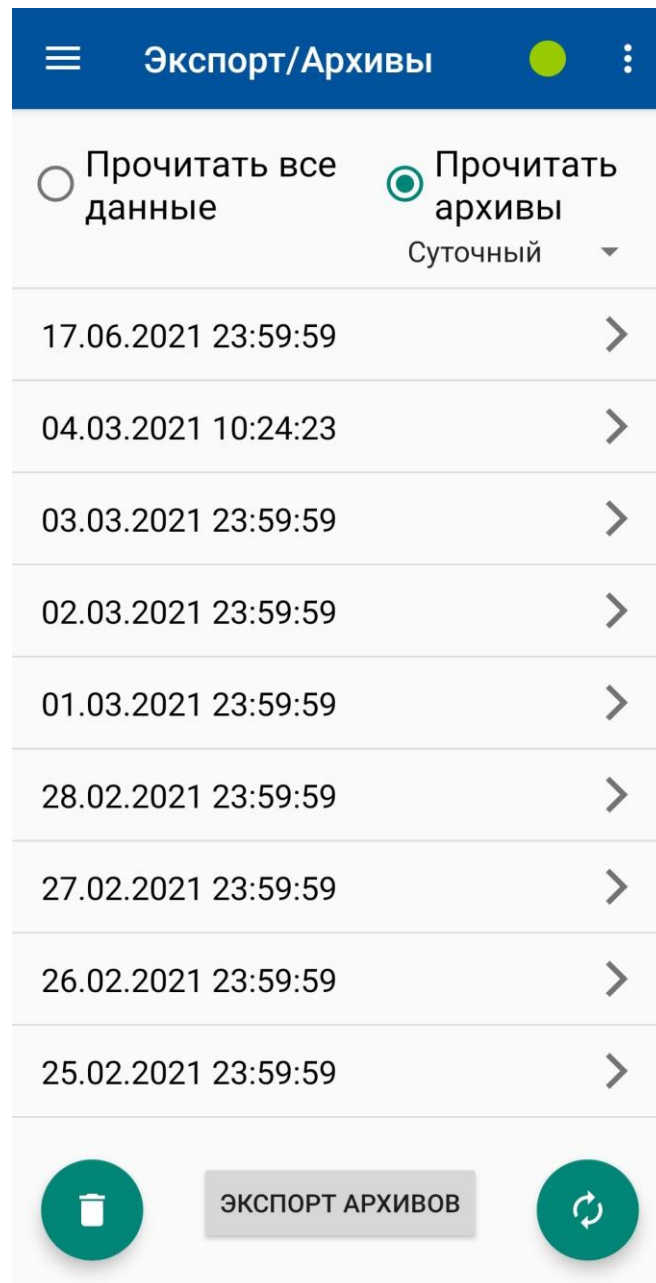 Экспорт/Архивы
Прочитать все
данные
Прочитать
архивы
Суточный
17.06.2021 23:59:59
04.03.2021 10:24:23
03.03.2021 23:59:59
02.03.2021 23:59:59
01.03.2021 23:59:59
28.02.2021 23:59:59
27.02.2021 23:59:59
26.02.2021 23:59:59
25.02.2021 23:59:59
ЭКСПОРТ АРХИВОВ